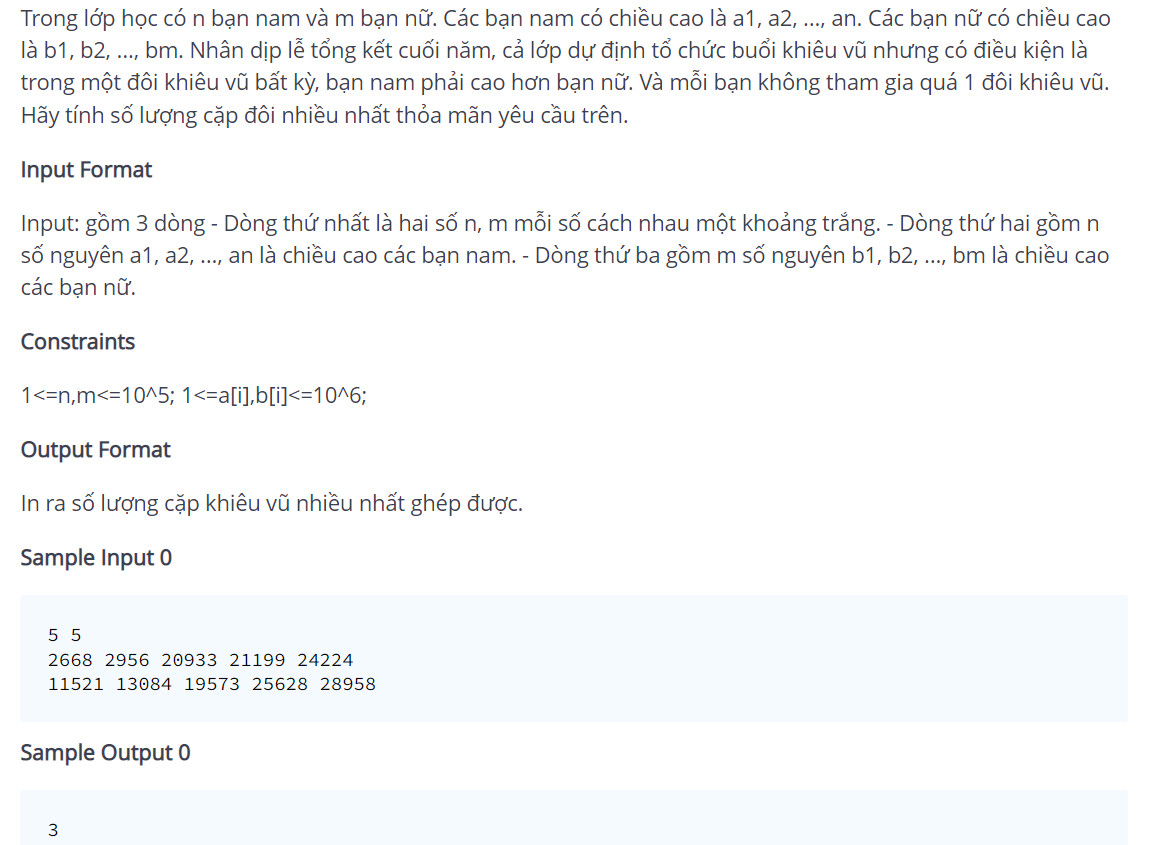 Trong lớp học có n bạn nam và m bạn nữ. Các bạn nam có chiều cao là a1, a2, ..., an. Các bạn nữ có chiều cao
là b1, b2, ..., bm. Nhân dịp lễ tổng kết cuối năm, cả lớp dự định tổ chức buổi khiêu vũ nhưng có điều kiện là
trong một đôi khiêu vũ bất kỳ, bạn nam phải cao hơn bạn nữ. Và mỗi bạn không tham gia quá 1 đôi khiêu vũ.
Hãy tính số lượng cặp đôi nhiều nhất thỏa mãn yêu cầu trên.
Input Format
Input: gồm 3 dòng - Dòng thứ nhất là hai số n, m mỗi số cách nhau một khoảng trắng. - Dòng thứ hai gồm n
số nguyên a1, a2, ..., an là chiều cao các bạn nam. - Dòng thứ ba gồm m số nguyên b1, b2, ..., bm là chiều cao
các bạn nữ.
Constraints
1<=n,m<=10^5; 1<=a[i],b[i]<=10^6;
Output Format
In ra số lượng cặp khiêu vũ nhiều nhất ghép được.
Sample Input 0
5 5
2668 2956 20933 21199 24224
11521 13084 19573 25628 28958
Sample Output 0
3